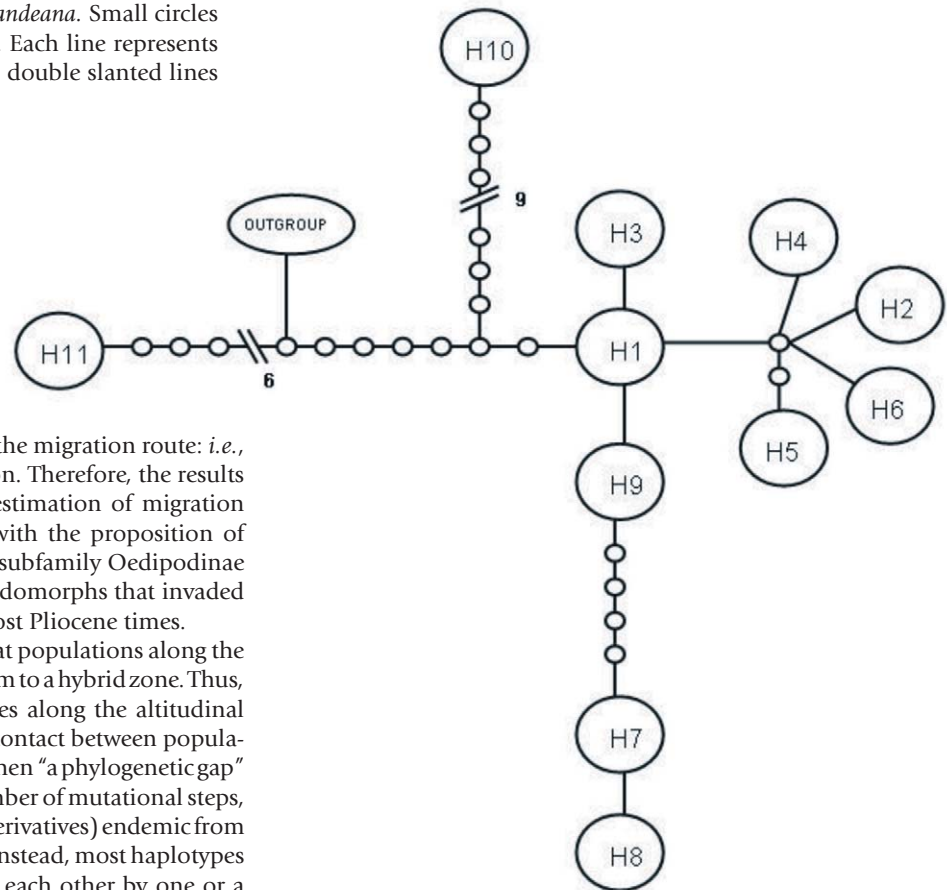 andeana. Small circles
. Each line represents
double slanted lines
H10
9
OUTGROUP
H3
H4
H2
H11
H1
6
H6
H5
H9
H7
H8
the migration route: i.e.,
on. Therefore, the results
estimation of migration
with the proposition of
subfamily Oedipodinae
domorphs that invaded
ost Pliocene times.
at populations along the
m to a hybrid zone. Thus,
es along the altitudinal
ontact between popula-
hen “a phylogenetic gap”
mber of mutational steps,
erivatives) endemic from
nstead, most haplotypes
each other by one or a